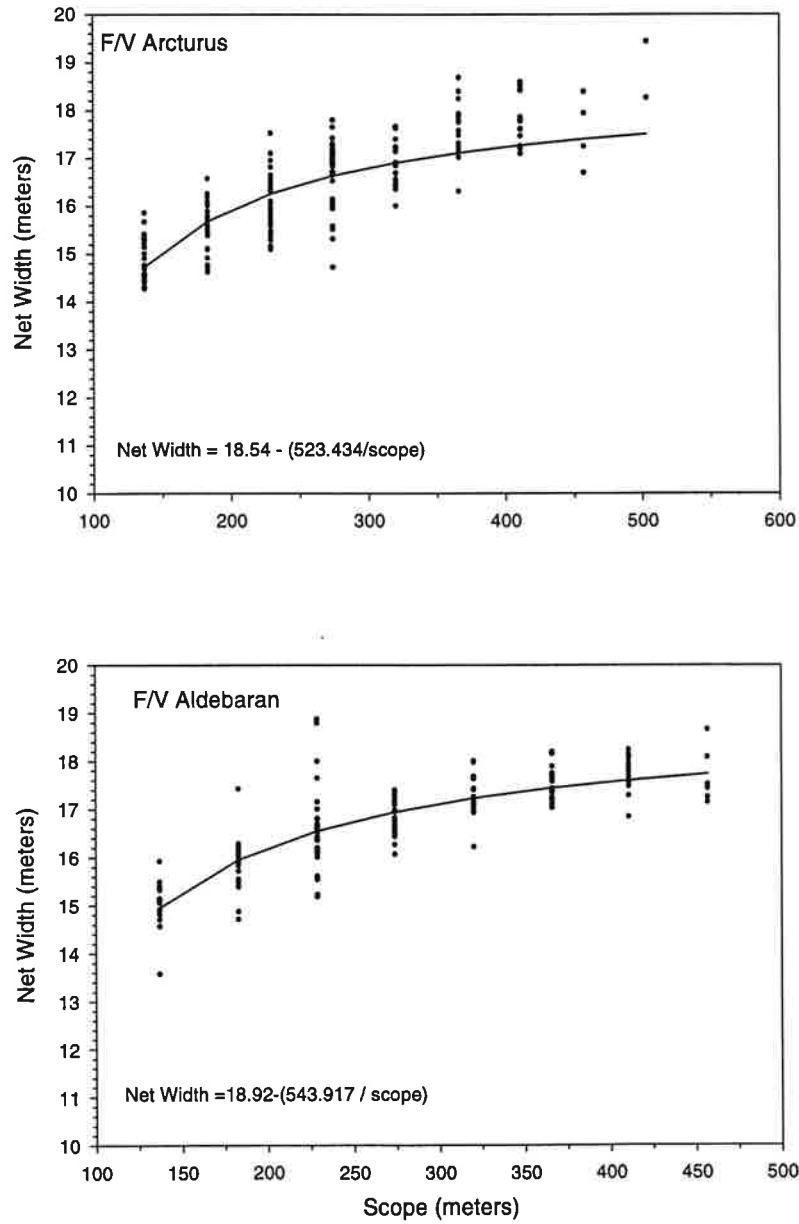 F/V Arcturus
20
19
18
17
16
15
14
13
12
11
10
Net Width (meters)
Net Width = 18.54 - (523.434/scope)
100 200 300 400 500 600
F/V Aldebaran
20
19
18
17
16
15
14
13
12
11
10
Net Width (meters)
Net Width =18.92-(543.917 / scope)
100 150 200 250 300 350 400 450 500
Scope (meters)